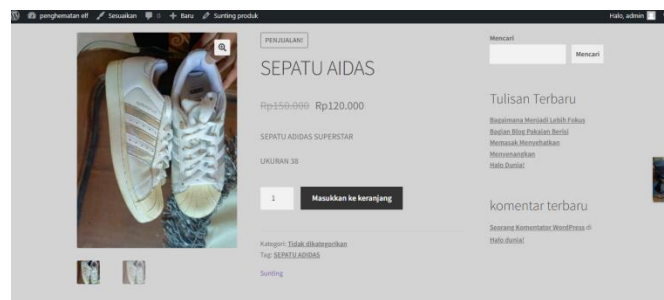 penghematan elf Sesuaikan 0 + Baru Sunting produk Halo, admin
PENJUALAN!
SEPATU AIDAS
Rp150.000 Rp120.000
SEPATU ADIDAS SUPERSTAR
UKURAN 38
1 Masukkan ke keranjang
Kategori: Tidak dikategorikan
Tag: SEPATU ADIDAS
Sunting
Mencari
Mencari
Tulisan Terbaru
Bagaimana Menjadi Lebih Fokus
Bagian Blog Pakaian Berisi
Memasak Menyehatkan
Menyenangkan
Halo Dunia!
komentar terbaru
Seorang Komentator WordPress di
Halo dunia!